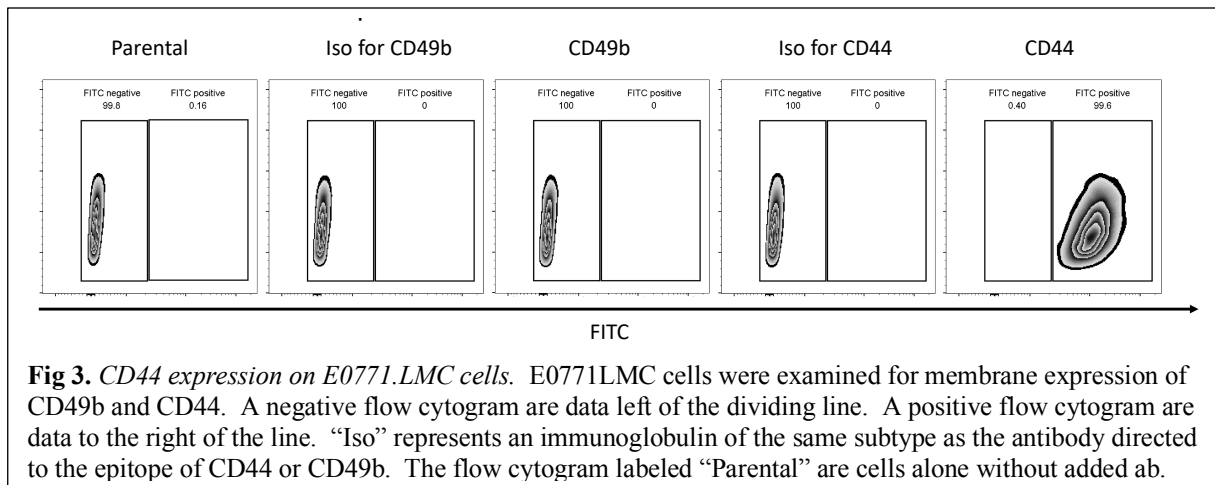 Parental Iso for CD49b CD49b Iso for CD44 CD44
FITC negative FITC positive FITC negative FITC positive FITC negative FITC positive FITC negative FITC positive FITC negative FITC positive
99.8 0.16 100 0 100 0 100 0 0.40 99.6
FITC
Fig 3. CD44 expression on E0771.LMC cells. E0771LMC cells were examined for membrane expression of
CD49b and CD44. A negative flow cytogram are data left of the dividing line. A positive flow cytogram are
data to the right of the line. “Iso” represents an immunoglobulin of the same subtype as the antibody directed
to the epitope of CD44 or CD49b. The flow cytogram labeled “Parental” are cells alone without added ab.